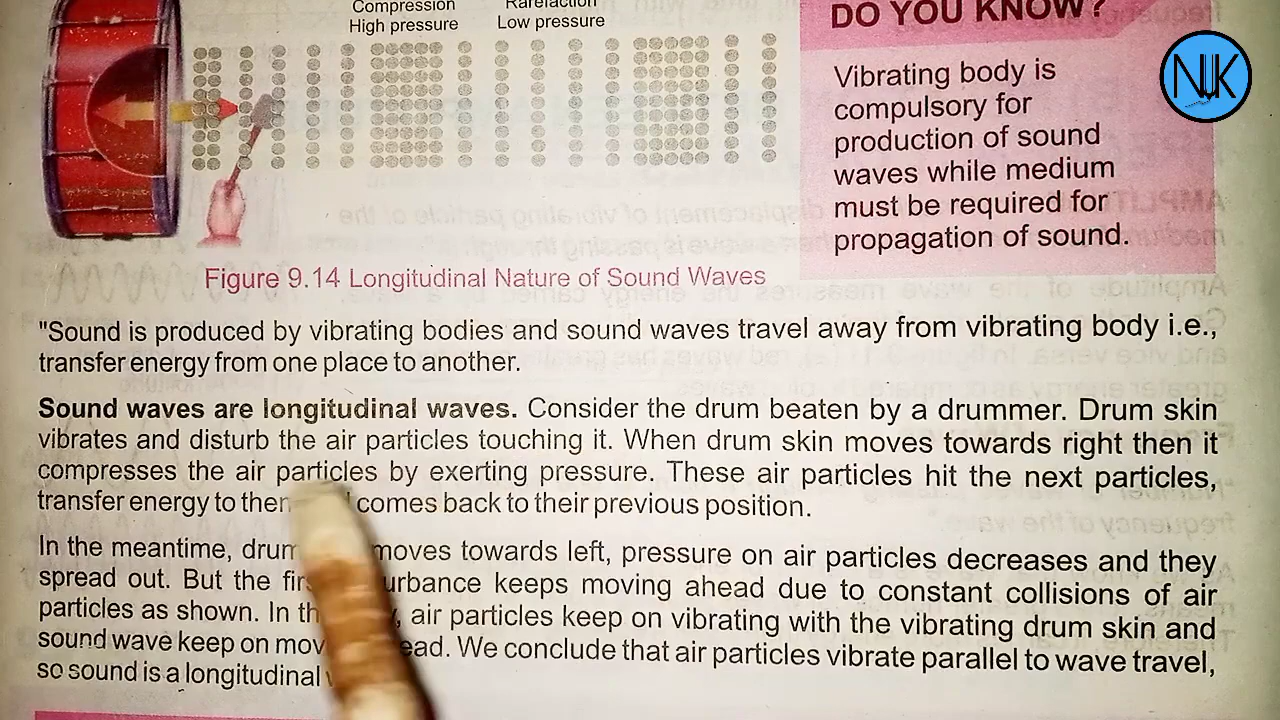 Compression
High pressure
Rarefaction
Low pressure
DO YOU KNOW?
Vibrating body is
compulsory for
production of sound
waves while medium
must be required for
propagation of sound.
NJK
Figure 9.14 Longitudinal Nature of Sound Waves
"Sound is produced by vibrating bodies and sound waves travel away from vibrating body i.e.,
transfer energy from one place to another.
Sound waves are longitudinal waves. Consider the drum beaten by a drummer. Drum skin
vibrates and disturb the air particles touching it. When drum skin moves towards right then it
compresses the air particles by exerting pressure. These air particles hit the next particles,
transfer energy to comes back to their previous position.
In the meantime, drum moves towards left, pressure on air particles decreases and they
spread out. But the keeps moving ahead due to constant collisions of air
particles as shown. In air particles keep on vibrating with the vibrating drum skin and
sound wave keep on We conclude that air particles vibrate parallel to wave travel,
so sound is a longitudinal